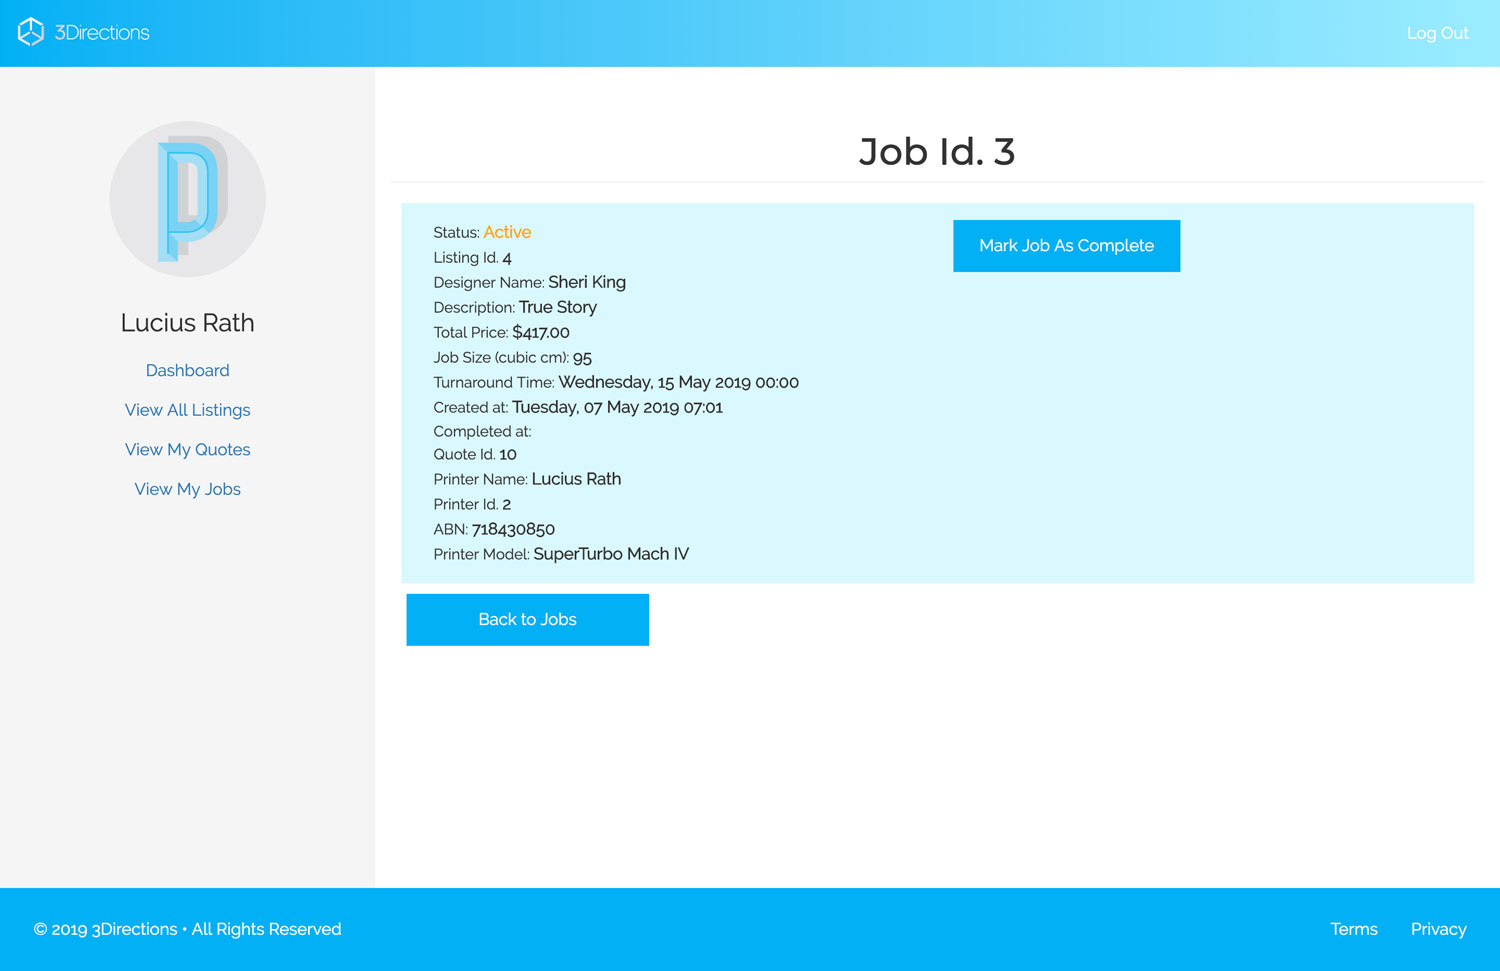 3Directions
Log Out
Lucius Rath
Dashboard
View All Listings
View My Quotes
View My Jobs
Job Id. 3
Status: Active
Listing Id. 4
Designer Name: Sheri King
Description: True Story
Total Price: $417.00
Job Size (cubic cm): 95
Turnaround Time: Wednesday, 15 May 2019 00:00
Created at: Tuesday, 07 May 2019 07:01
Completed at:
Quote Id. 10
Printer Name: Lucius Rath
Printer Id. 2
ABN: 718430850
Printer Model: SuperTurbo Mach IV
Mark Job As Complete
Back to Jobs
© 2019 3Directions • All Rights Reserved
Terms
Privacy